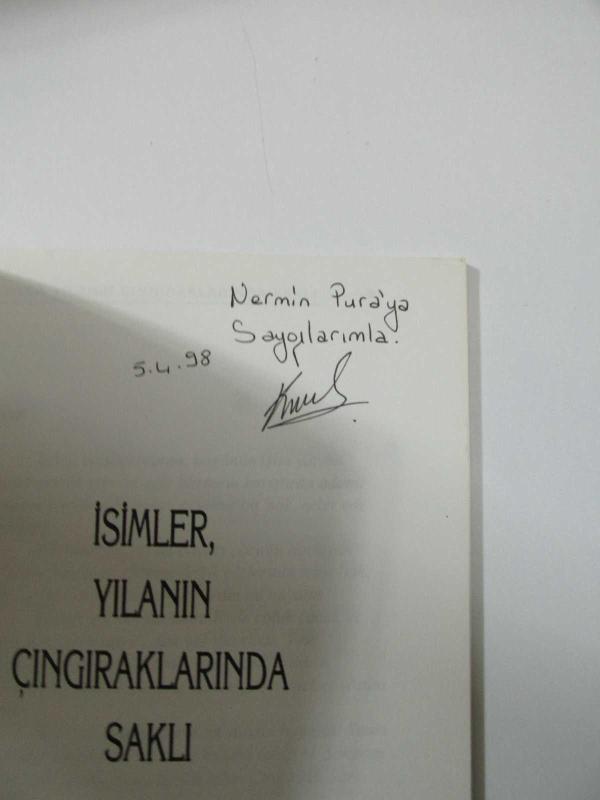 Nermin Pura'ya
Saygılarımla.
5.4.98
İSİMLER,
YILANIN
ÇINGIRAKLARINDA
SAKLI